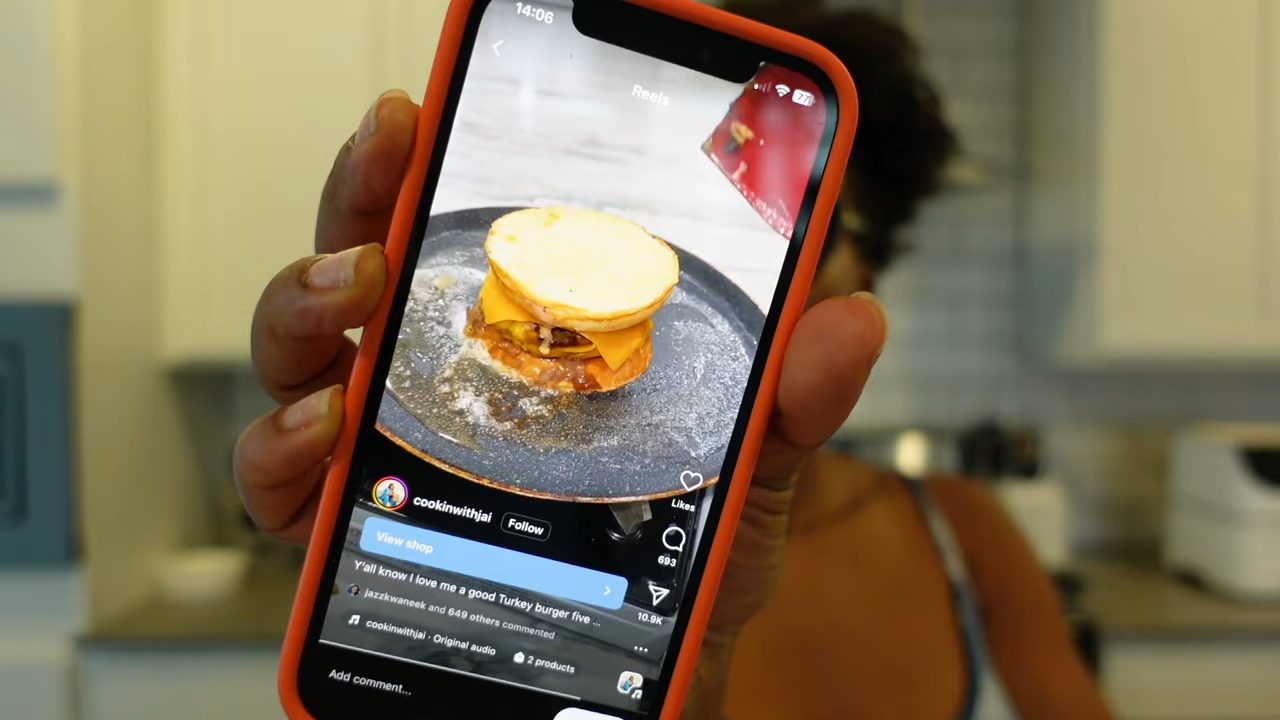 14:06
77
Reels
Likes
cookinwithjai Follow
693
View shop
Y'all know I love me a good Turkey burger five ...
10.9K
jazzkwaneek and 649 others commented
cookinwithjai · Original audio 2 products
Add comment...